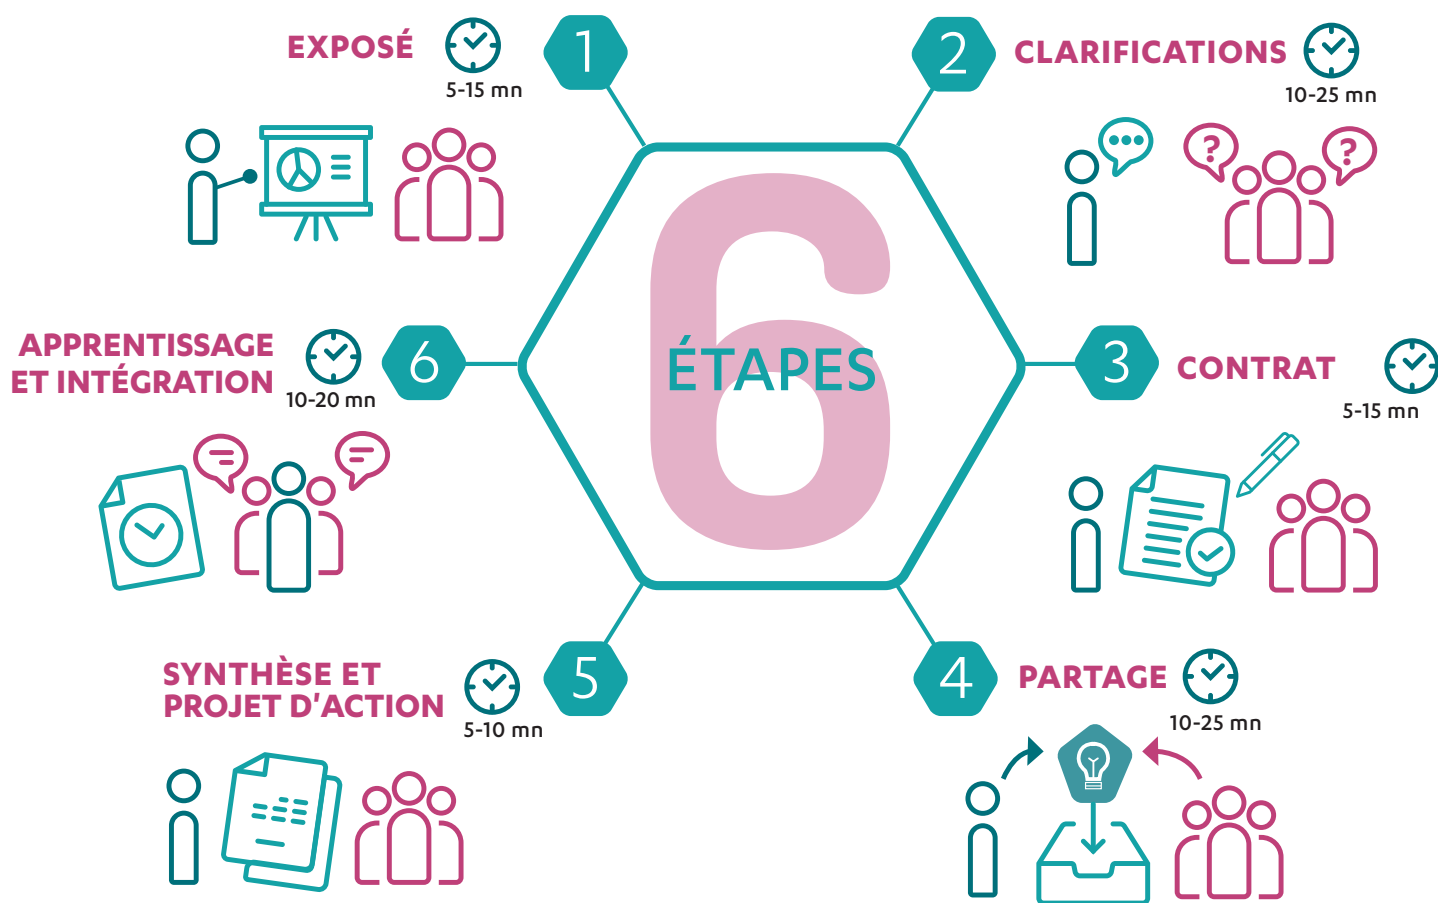 1
EXPOSÉ
5-15 mn
2
CLARIFICATIONS
10-25 mn
?
?
3
CONTRAT
5-15 mn
4
PARTAGE
10-25 mn
5
SYNTHÈSE ET
PROJET D'ACTION
5-10 mn
6
APPRENTISSAGE
ET INTÉGRATION
10-20 mn
6
ÉTAPES